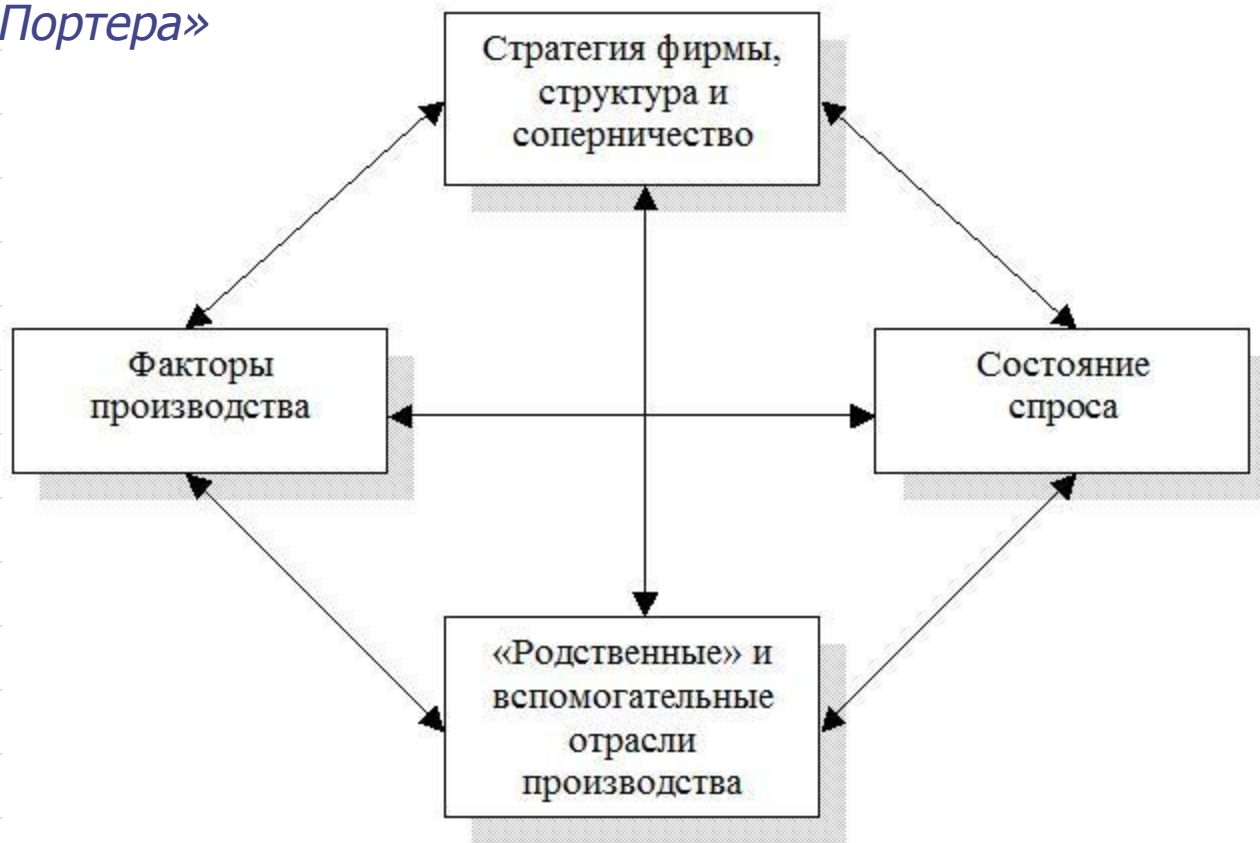 Портера»
Стратегия фирмы,
структура и
соперничество
Факторы
производства
Состояние
спроса
«Родственные» и
вспомогательные
отрасли
производства